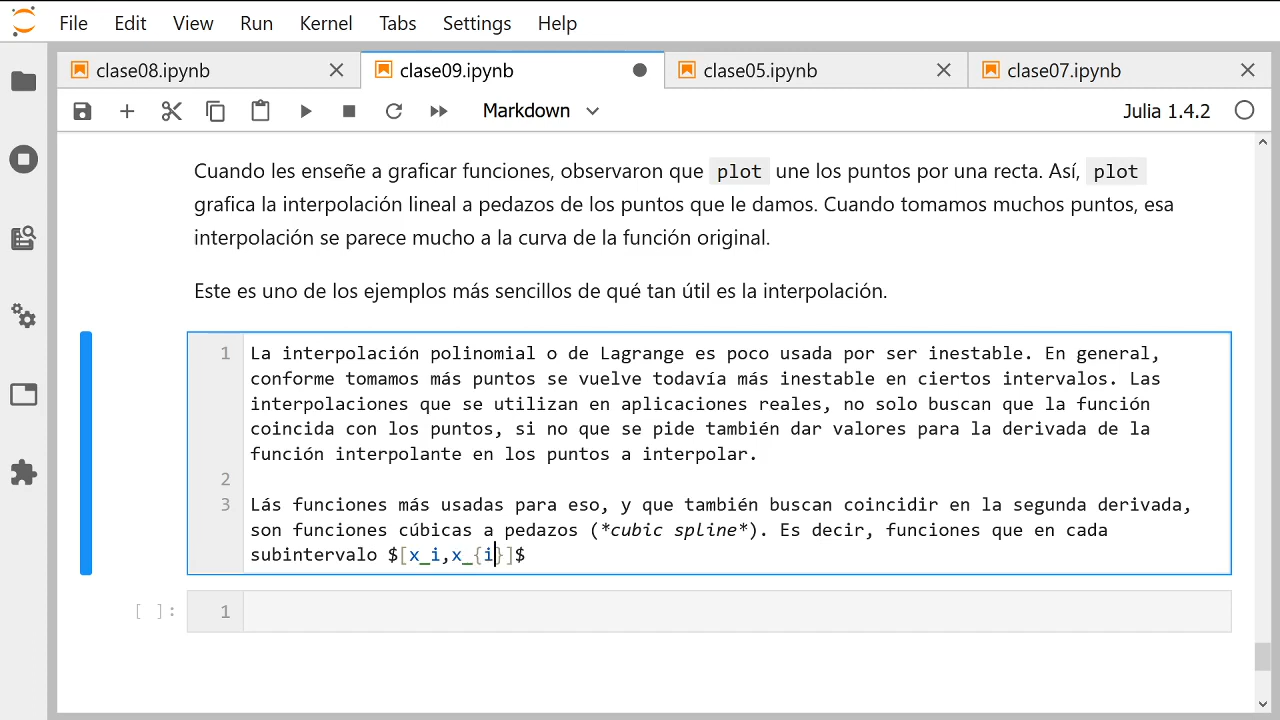 File Edit View Run Kernel Tabs Settings Help
clase08.ipynb clase09.ipynb clase05.ipynb clase07.ipynb
Markdown Julia 1.4.2
Cuando les enseñe a graficar funciones, observaron que plot une los puntos por una recta. Así, plot
grafica la interpolación lineal a pedazos de los puntos que le damos. Cuando tomamos muchos puntos, esa
interpolación se parece mucho a la curva de la función original.
Este es uno de los ejemplos más sencillos de qué tan útil es la interpolación.
1 La interpolación polinomial o de Lagrange es poco usada por ser inestable. En general,
conforme tomamos más puntos se vuelve todavía más inestable en ciertos intervalos. Las
interpolaciones que se utilizan en aplicaciones reales, no solo buscan que la función
coincida con los puntos, si no que se pide también dar valores para la derivada de la
función interpolante en los puntos a interpolar.
2
3 Lás funciones más usadas para eso, y que también buscan coincidir en la segunda derivada,
son funciones cúbicas a pedazos (*cubic spline*). Es decir, funciones que en cada
subintervalo $[x_i,x_{i}]$
[ ]: 1